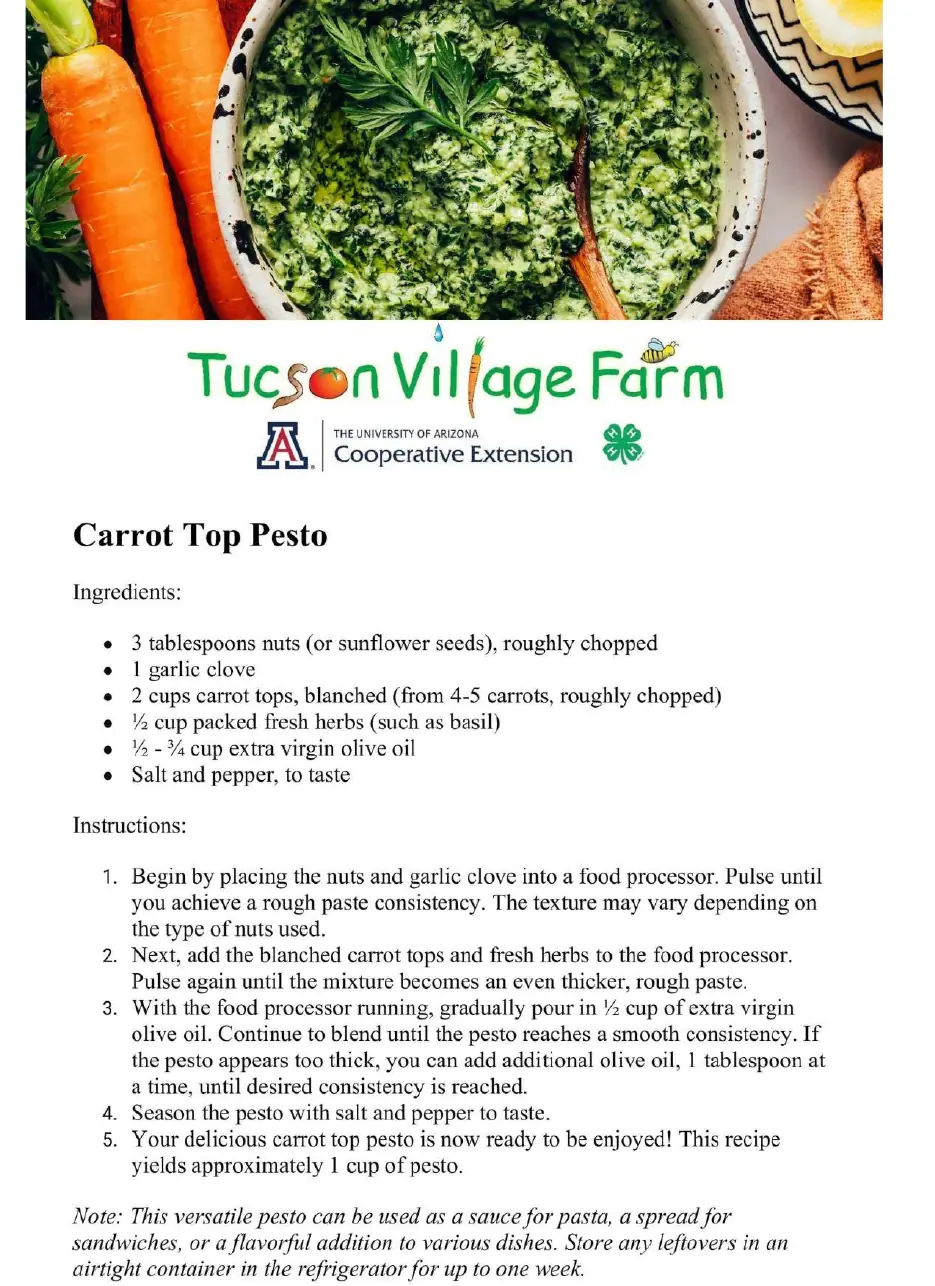 Tucson Village Farm
THE UNIVERSITY OF ARIZONA
Cooperative Extension
Carrot Top Pesto
Ingredients:
• 3 tablespoons nuts (or sunflower seeds), roughly chopped
• 1 garlic clove
• 2 cups carrot tops, blanched (from 4-5 carrots, roughly chopped)
• ½ cup packed fresh herbs (such as basil)
• ½ - ¾ cup extra virgin olive oil
• Salt and pepper, to taste
Instructions:
1. Begin by placing the nuts and garlic clove into a food processor. Pulse until
you achieve a rough paste consistency. The texture may vary depending on
the type of nuts used.
2. Next, add the blanched carrot tops and fresh herbs to the food processor.
Pulse again until the mixture becomes an even thicker, rough paste.
3. With the food processor running, gradually pour in ½ cup of extra virgin
olive oil. Continue to blend until the pesto reaches a smooth consistency. If
the pesto appears too thick, you can add additional olive oil, 1 tablespoon at
a time, until desired consistency is reached.
4. Season the pesto with salt and pepper to taste.
5. Your delicious carrot top pesto is now ready to be enjoyed! This recipe
yields approximately 1 cup of pesto.
Note: This versatile pesto can be used as a sauce for pasta, a spread for
sandwiches, or a flavorful addition to various dishes. Store any leftovers in an
airtight container in the refrigerator for up to one week.